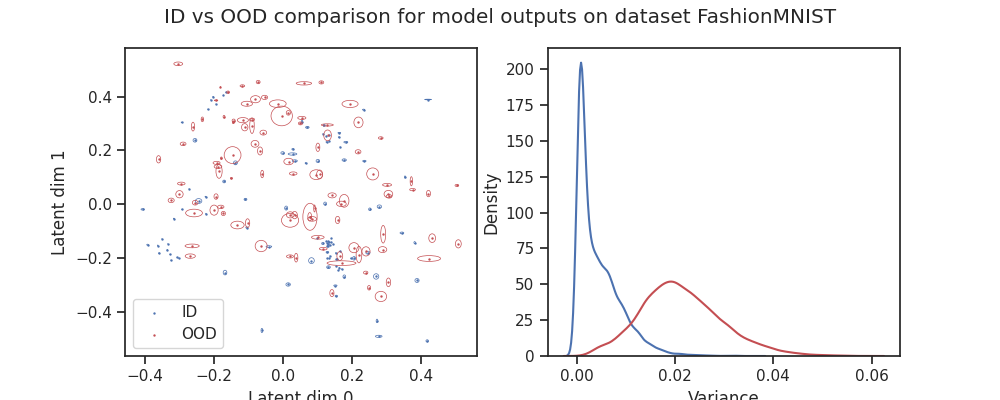 ID vs OOD comparison for model outputs on dataset FashionMNIST
Latent dim 1
0.4
0.2
0.0
−0.2
−0.4
ID
OOD
−0.4 −0.2 0.0 0.2 0.4
Latent dim 0
Density
200
175
150
125
100
75
50
25
0
0.00 0.02 0.04 0.06
Variance